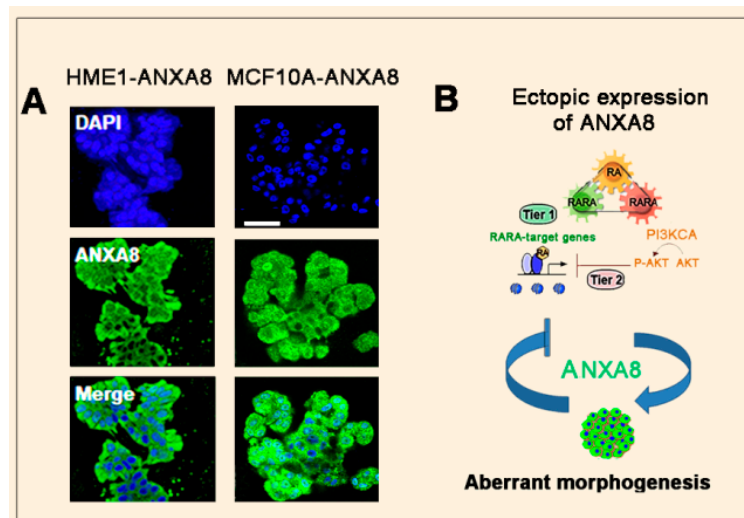 HME1-ANXA8 MCF10A-ANXA8
A
DAPI
ANXA8
Merge
B
Ectopic expression
of ANXA8
RA
RARA RARA
Tier 1
RARA-target genes
PI3KCA
RA
P-AKT AKT
Tier 2
ANXA8
Aberrant morphogenesis